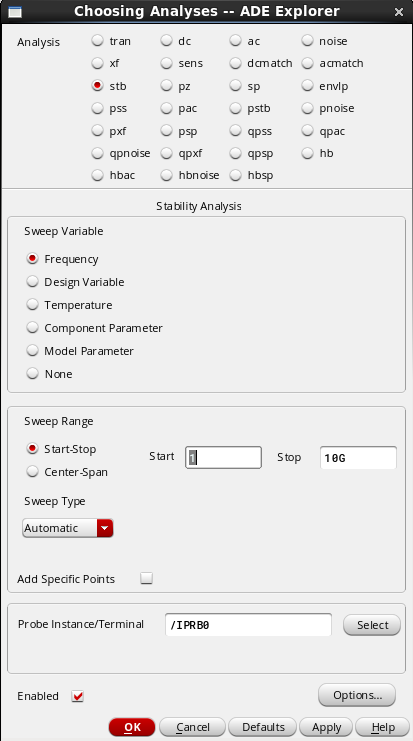 Choosing Analyses -- ADE Explorer
Analysis tran dc ac noise
xf sens dcmatch acmatch
stb pz sp envlp
pss pac pstb pnoise
pxf psp qpss qpac
qpnoise qpxf qpsp hb
hbac hbnoise hbsp
Stability Analysis
Sweep Variable
Frequency
Design Variable
Temperature
Component Parameter
Model Parameter
None
Sweep Range
Start-Stop Start 1 Stop 10G
Center-Span
Sweep Type
Automatic
Add Specific Points
Probe Instance/Terminal /IPRB0 Select
Enabled Options...
OK Cancel Defaults Apply Help